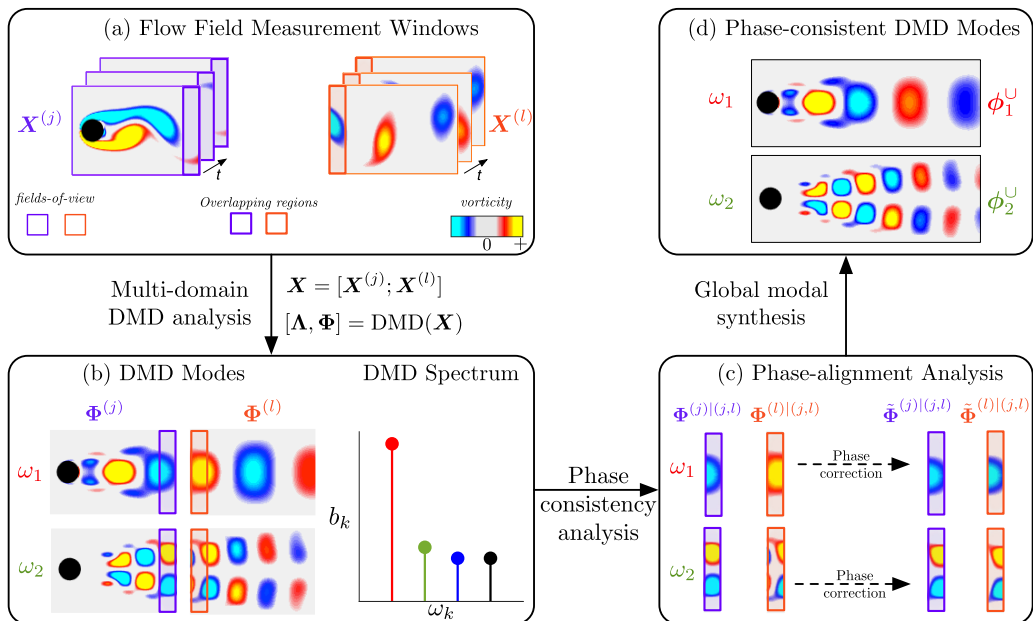 (a) Flow Field Measurement Windows
X^(j)
X^(l)
t
t
fields-of-view
Overlapping regions
vorticity
0
+
Multi-domain
DMD analysis
X = [X^(j); X^(l)]
[Λ, Φ] = DMD(X)
(b) DMD Modes
DMD Spectrum
Φ^(j)
Φ^(l)
ω₁
ω₂
b_k
ω_k
Phase
consistency
analysis
(c) Phase-alignment Analysis
Φ^(j)|(j,l)
Φ^(l)|(j,l)
Φ̃^(j)|(j,l)
Φ̃^(l)|(j,l)
ω₁
Phase
correction
ω₂
Phase
correction
Global modal
synthesis
(d) Phase-consistent DMD Modes
ω₁
ϕ₁^∪
ω₂
ϕ₂^∪